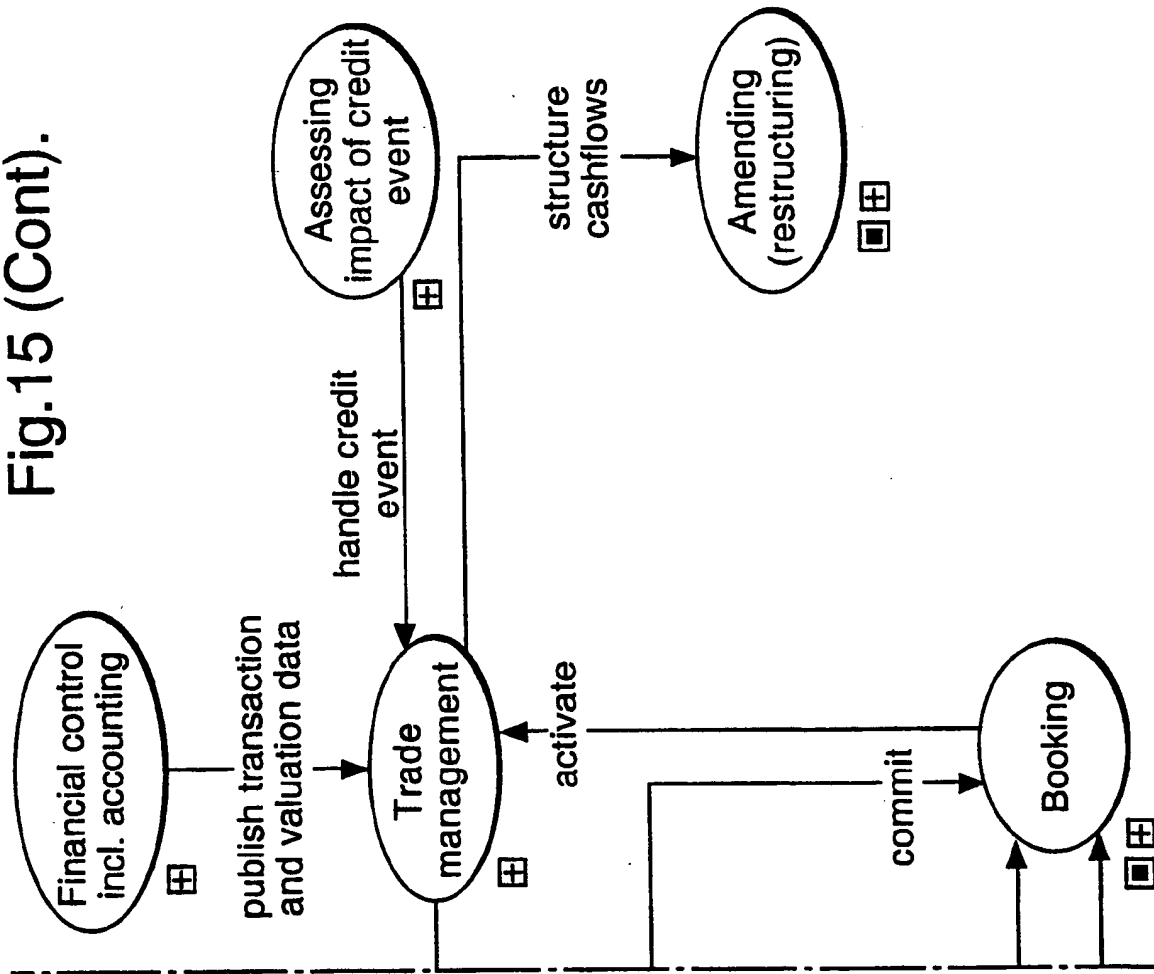 Fig.15 (Cont).
Financial control
incl. accounting
publish transaction
and valuation data
Trade
management
handle credit
event
Assessing
impact of credit
event
structure
cashflows
Amending
(restructuring)
activate
commit
Booking